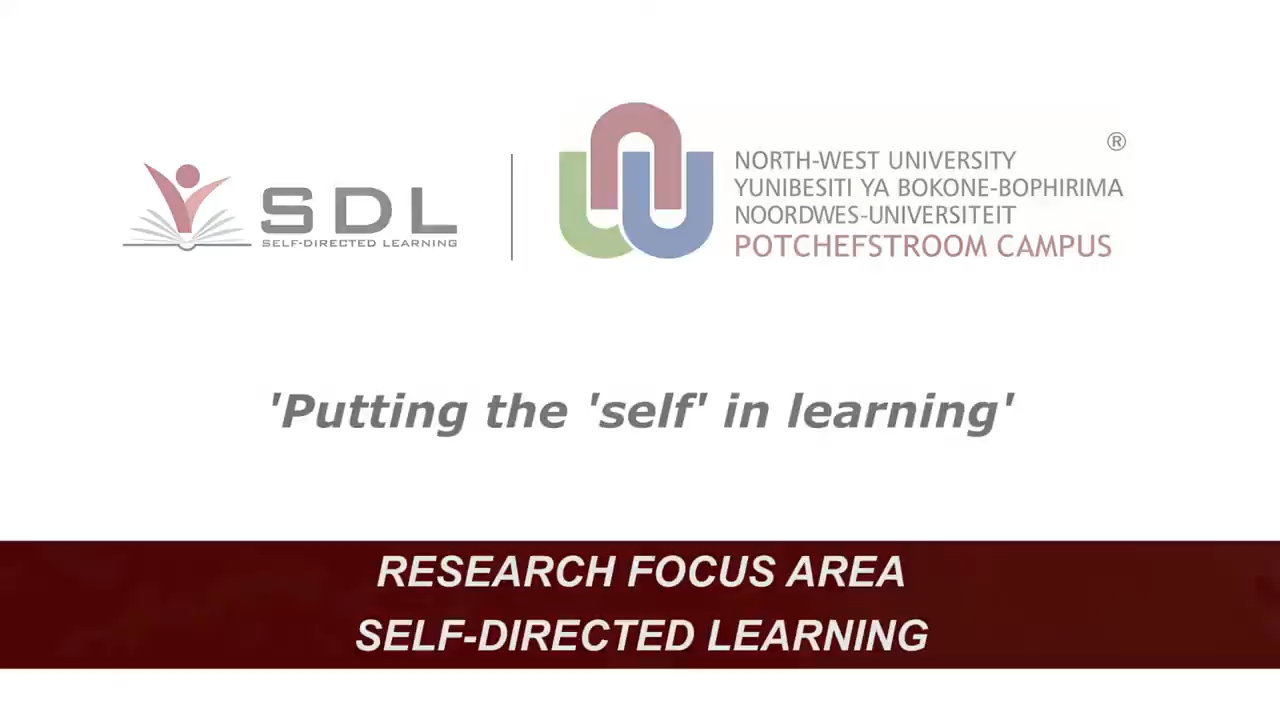 SDL
SELF-DIRECTED LEARNING
®
NORTH-WEST UNIVERSITY
YUNIBESITI YA BOKONE-BOPHIRIMA
NOORDWES-UNIVERSITEIT
POTCHEFSTROOM CAMPUS
'Putting the 'self' in learning'
RESEARCH FOCUS AREA
SELF-DIRECTED LEARNING